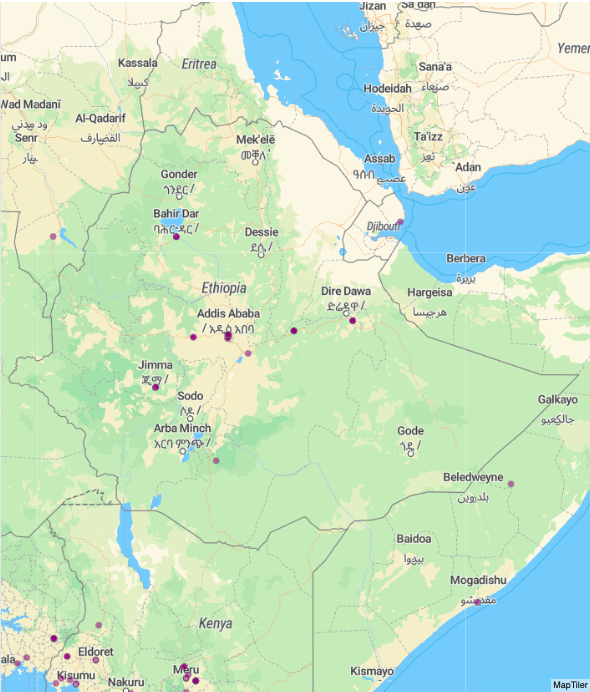 Jizan
جيزان
Sa'dah
صعدة
Yemen
Kassala
كسلا
Eritrea
Sana'a
صنعاء
Hodeidah
الحديدة
Wad Madanī
ود مدني
Al-Qadarif
القضارف
Senr
Mek'elē
መቐለ
Ta'izz
تعز
Assab
ዓሰብ عصب
Adan
عدن
Gonder
ጎንደር /
Bahir Dar
ባሕር-ዳር /
Dessie
ደሴ /
Djibouti
Berbera
بربرة
Ethiopia
Dire Dawa
ድሬዳዋ /
Hargeisa
هرجيسا
Addis Ababa
/ አዲስ አበባ
Jimma
ጂማ /
Sodo
ሶዶ /
Galkayo
جالكعيو
Arba Minch
አርባ ምንጭ /
Gode
ጎዴ /
Beledweyne
بلدوين
Baidoa
بيدوا
Mogadishu
مقديشو
Kenya
Eldoret
ala
Kisumu
Nakuru
Meru
Kismayo
MapTiler